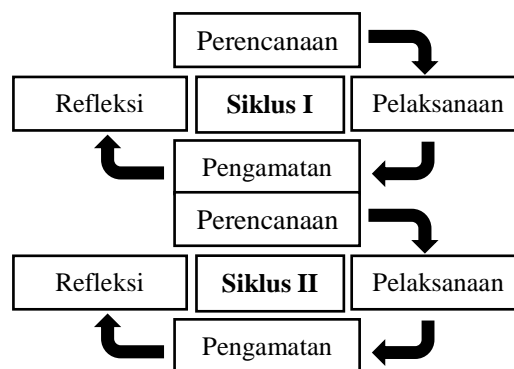 Perencanaan
Refleksi
Siklus I
Pelaksanaan
Pengamatan
Perencanaan
Refleksi
Siklus II
Pelaksanaan
Pengamatan